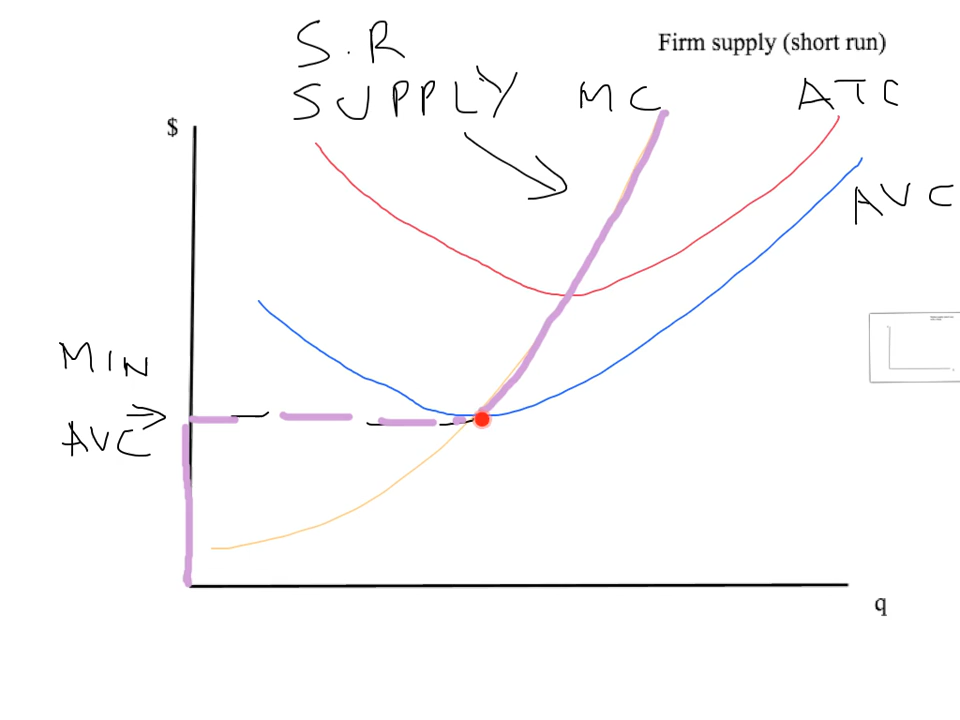 Firm supply (short run)
S.R
SUPPLY
MC
ATC
AVC
$
MIN
AVC
q